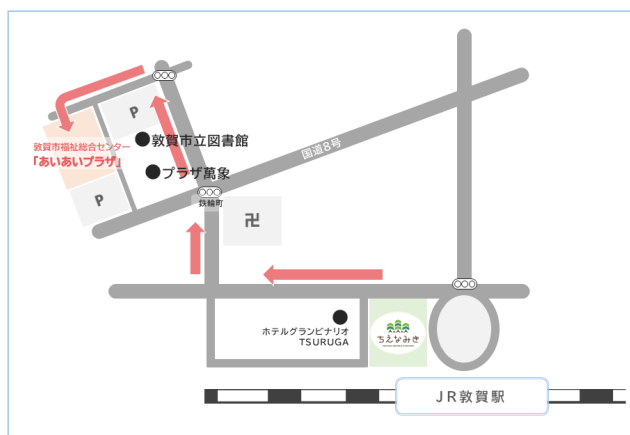 P
敦賀市立図書館
敦賀市福祉総合センター
「あいあいプラザ」
プラザ萬象
P
国道8号
鉄輪町
卍
ホテルグランビナリオ
TSURUGA
ちえなみき
JR敦賀駅